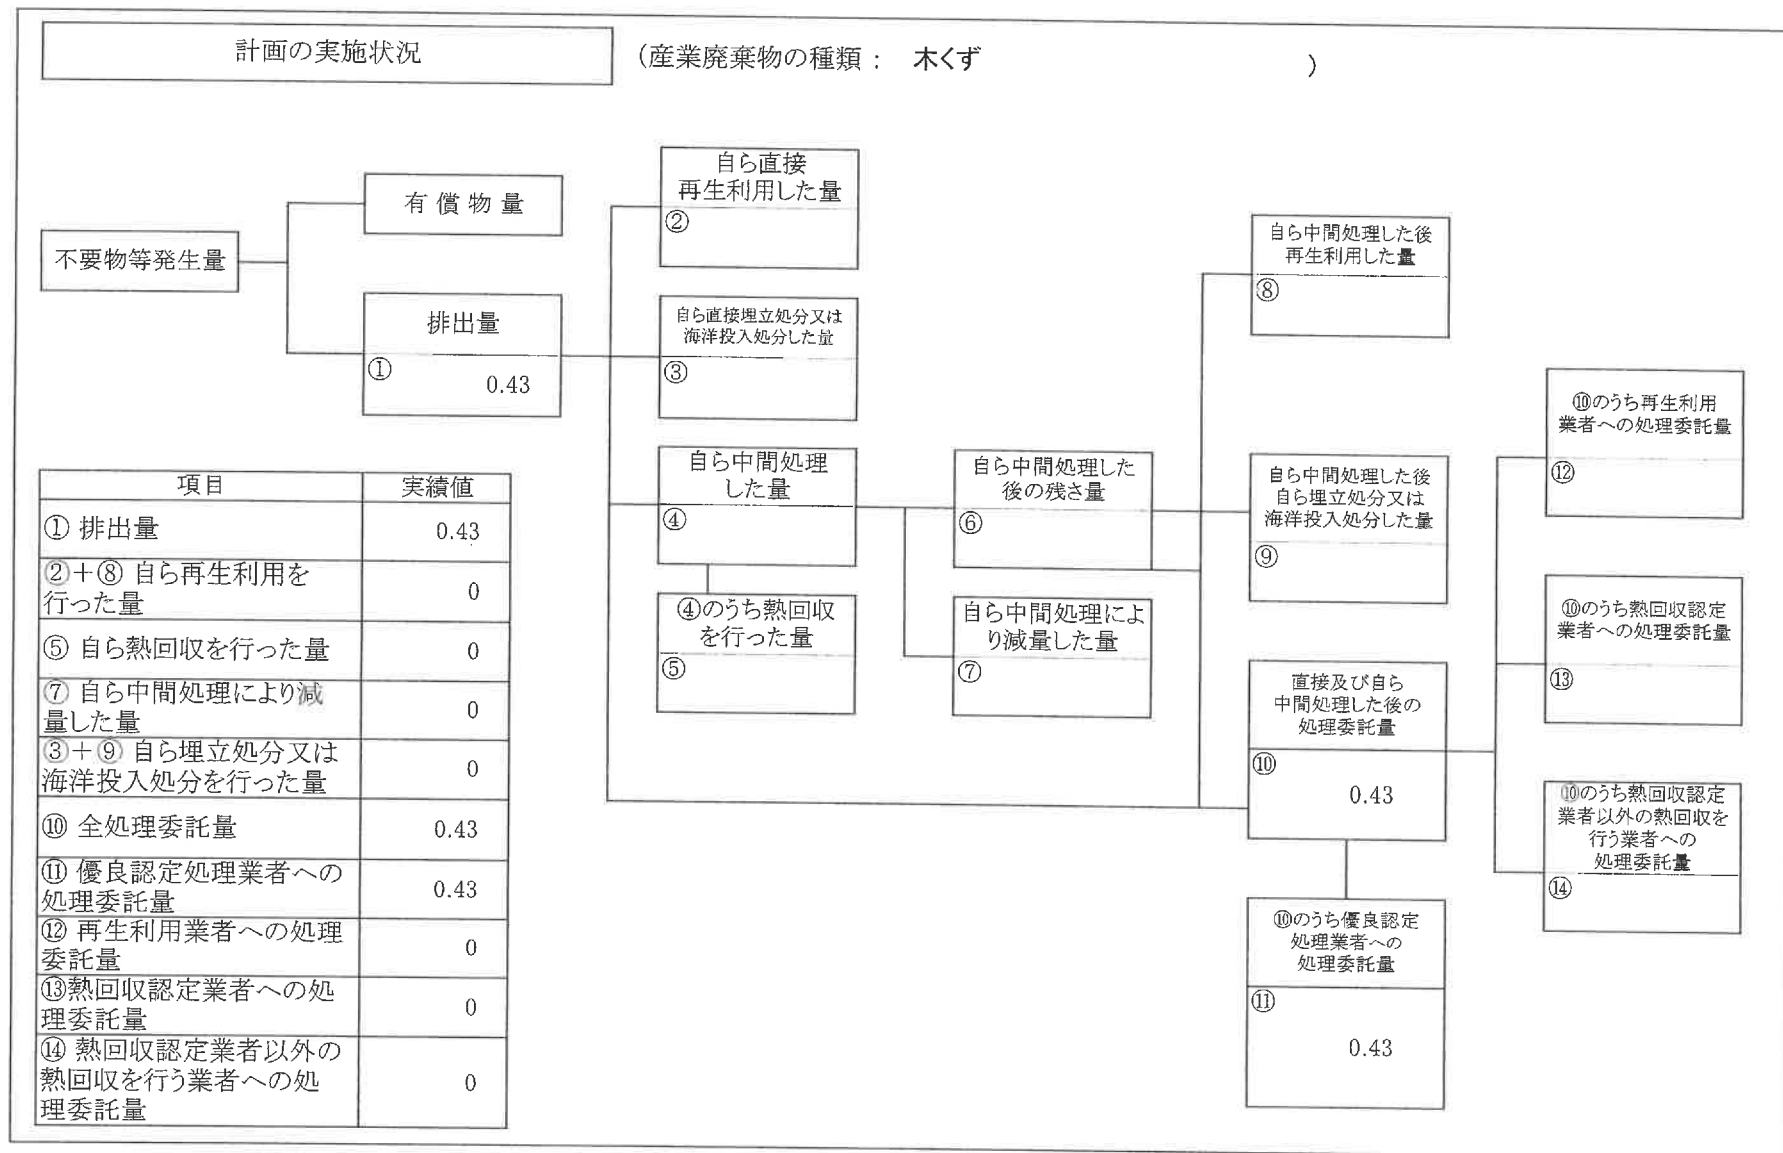 計画の実施状況
(産業廃棄物の種類： 木くず )
不要物等発生量
有償物量
排出量
①
0.43
自ら直接
再生利用した量
②
自ら直接埋立処分又は
海洋投入処分した量
③
自ら中間処理
した量
④
④のうち熱回収
を行った量
⑤
自ら中間処理した
後の残さ量
⑥
自ら中間処理によ
り減量した量
⑦
自ら中間処理した後
再生利用した量
⑧
自ら中間処理した後
自ら埋立処分又は
海洋投入処分した量
⑨
直接及び自ら
中間処理した後の
処理委託量
⑩
0.43
⑩のうち優良認定
処理業者への
処理委託量
⑪
0.43
⑩のうち再生利用
業者への処理委託量
⑫
⑩のうち熱回収認定
業者への処理委託量
⑬
⑩のうち熱回収認定
業者以外の熱回収を
行う業者への
処理委託量
⑭
項目 実績値
① 排出量 0.43
②＋⑧ 自ら再生利用を
行った量 0
⑤ 自ら熱回収を行った量 0
⑦ 自ら中間処理により減
量した量 0
③＋⑨ 自ら埋立処分又は
海洋投入処分を行った量 0
⑩ 全処理委託量 0.43
⑪ 優良認定処理業者への
処理委託量 0.43
⑫ 再生利用業者への処理
委託量 0
⑬熱回収認定業者への処
理委託量 0
⑭ 熱回収認定業者以外の
熱回収を行う業者への処
理委託量 0